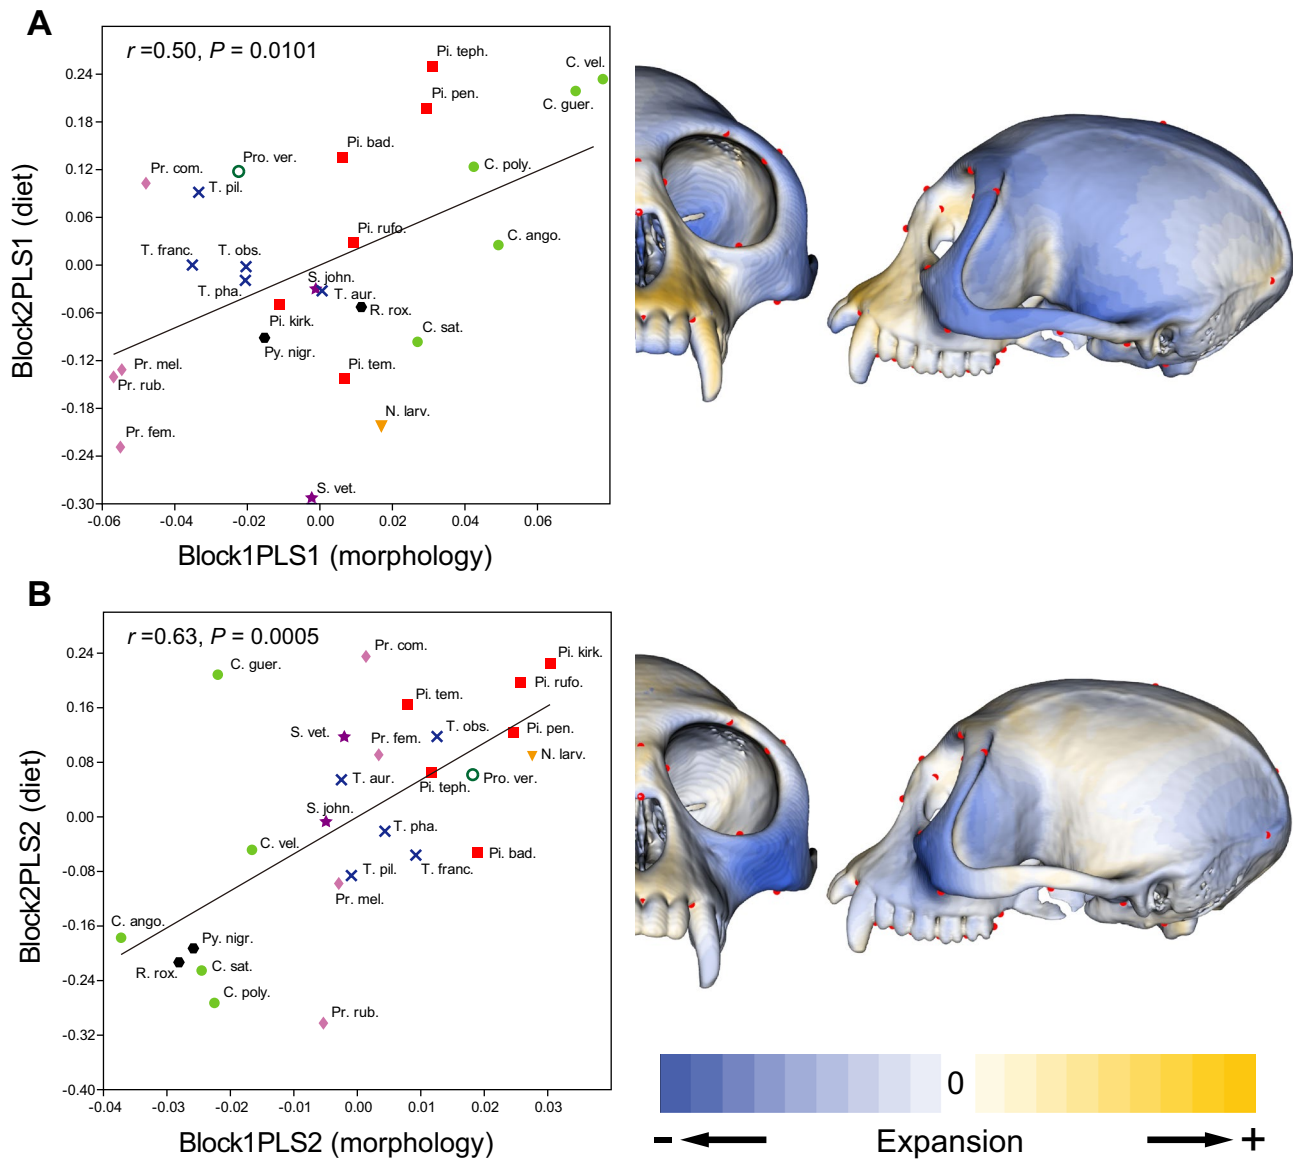 A
r =0.50, P = 0.0101
Pi. teph.
C. vel.
0.24
Pi. pen.
C. guer.
0.18
Pi. bad.
0.12
Pr. com.
Pro. ver.
C. poly.
T. pil.
0.06
Pi. rufo.
C. ango.
T. franc.
T. obs.
0.00
S. john.
T. pha.
T. aur.
-0.06
R. rox.
Pi. kirk.
C. sat.
Py. nigr.
-0.12
Pr. mel.
Pi. tem.
Pr. rub.
-0.18
N. larv.
Pr. fem.
-0.24
S. vet.
-0.30
Block2PLS1 (diet)
-0.06 -0.04 -0.02 0.00 0.02 0.04 0.06
Block1PLS1 (morphology)
B
r =0.63, P = 0.0005
Pr. com.
0.24
C. guer.
Pi. kirk.
Pi. rufo.
Pi. tem.
0.16
S. vet.
Pr. fem.
T. obs.
Pi. pen.
N. larv.
0.08
T. aur.
Pi. teph.
Pro. ver.
S. john.
0.00
T. pha.
C. vel.
Pi. bad.
-0.08
T. pil.
T. franc.
Pr. mel.
-0.16
C. ango.
Py. nigr.
R. rox.
C. sat.
-0.24
C. poly.
Pr. rub.
-0.32
-0.40
Block2PLS2 (diet)
-0.04 -0.03 -0.02 -0.01 0.00 0.01 0.02 0.03
Block1PLS2 (morphology)
0
- Expansion +